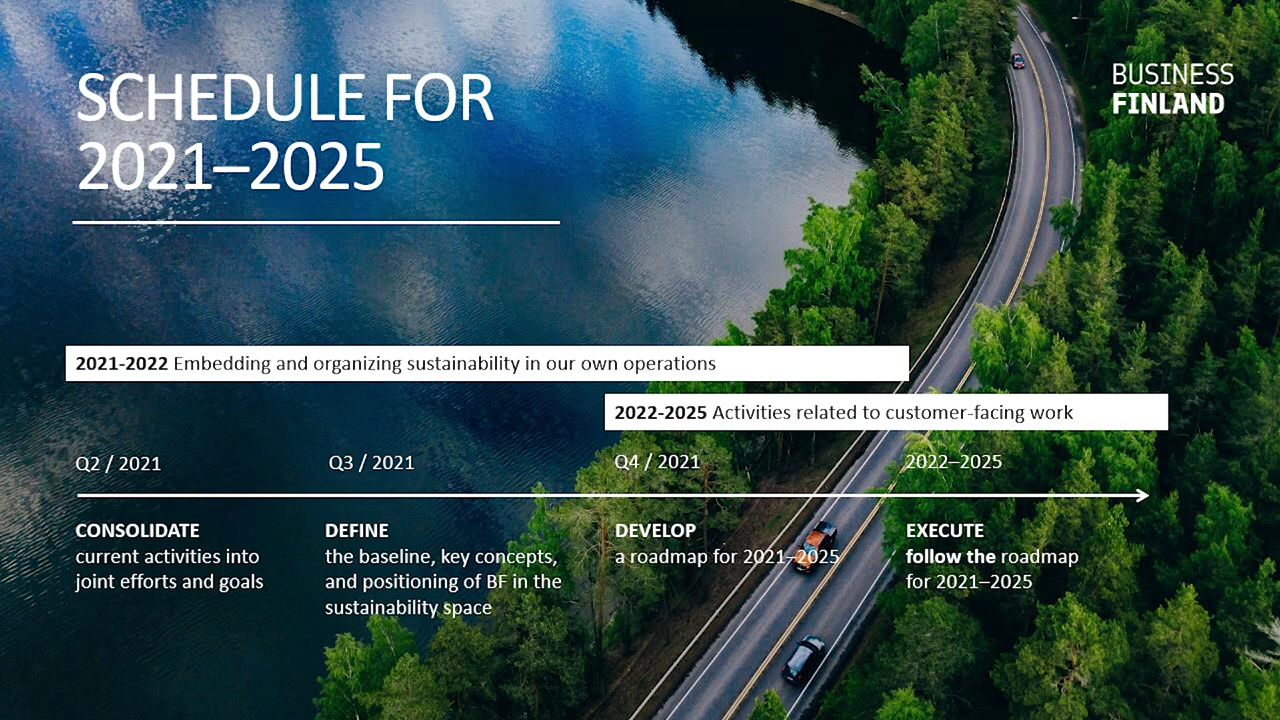 SCHEDULE FOR
2021–2025
BUSINESS
FINLAND
2021-2022 Embedding and organizing sustainability in our own operations
2022-2025 Activities related to customer-facing work
Q2 / 2021
Q3 / 2021
Q4 / 2021
2022–2025
CONSOLIDATE
current activities into
joint efforts and goals
DEFINE
the baseline, key concepts,
and positioning of BF in the
sustainability space
DEVELOP
a roadmap for 2021–2025
EXECUTE
follow the roadmap
for 2021–2025